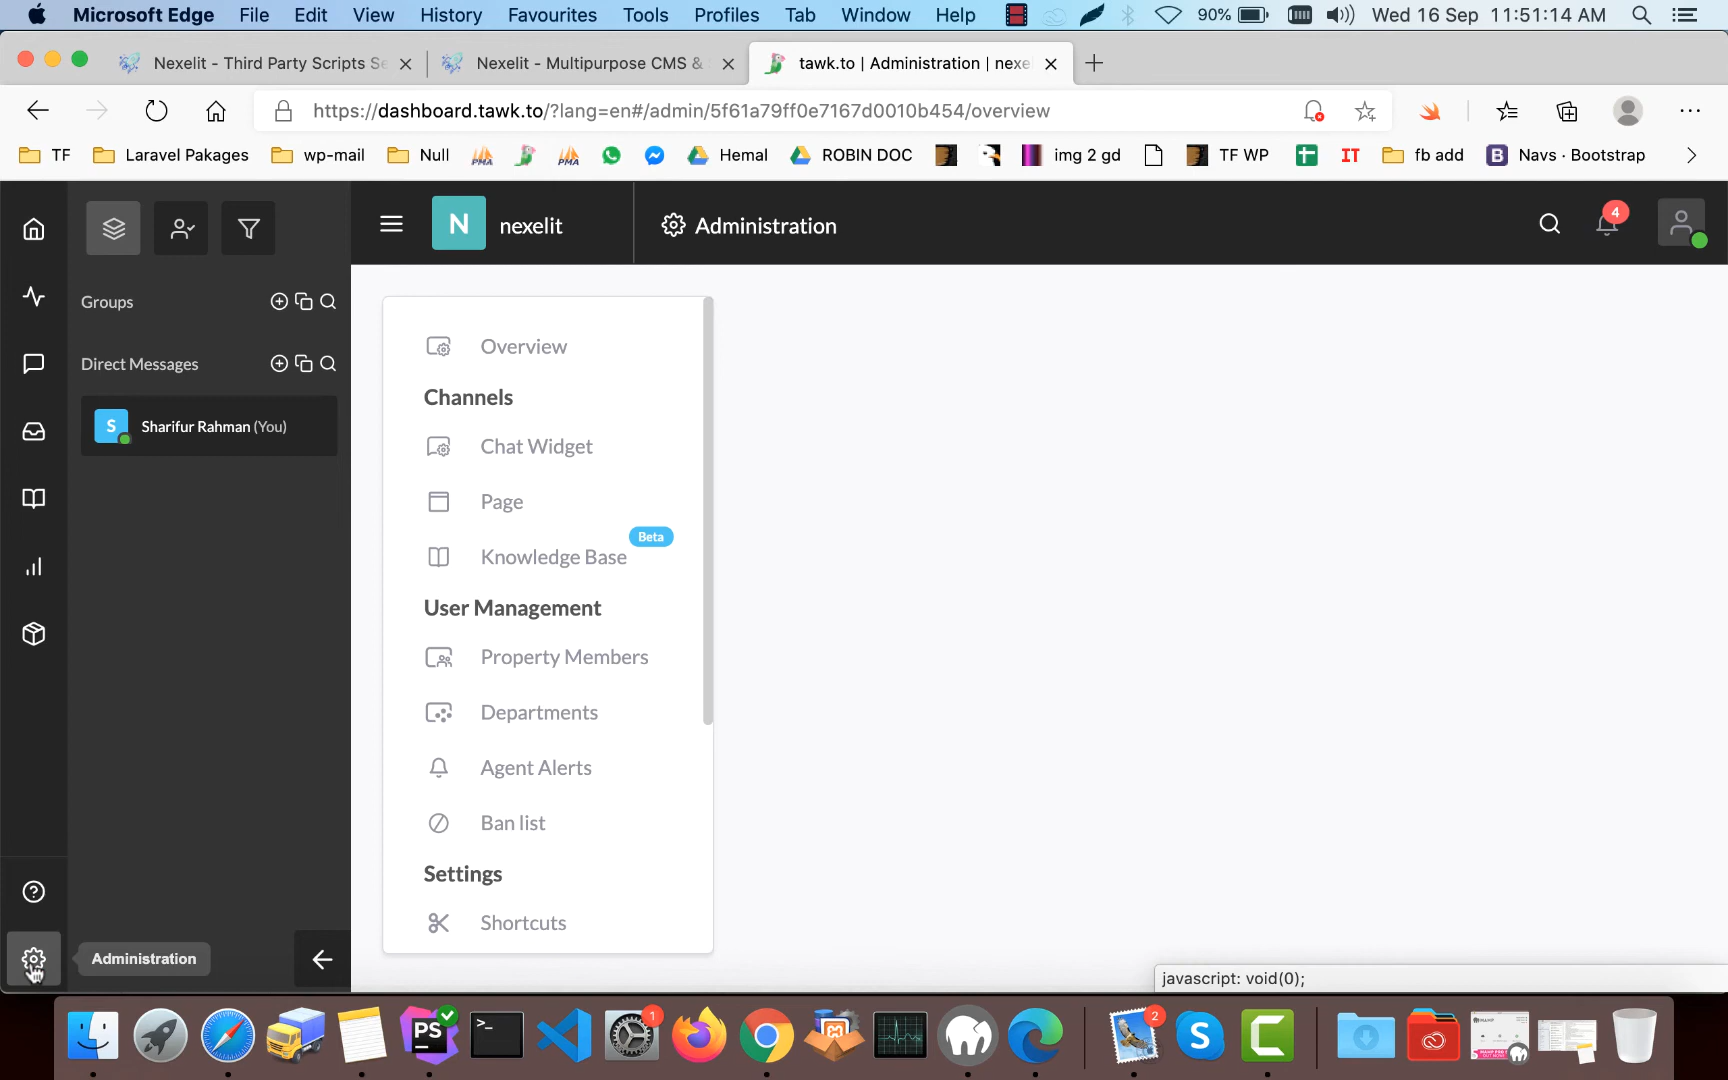 Microsoft Edge File Edit View History Favourites Tools Profiles Tab Window Help 90% Wed 16 Sep 11:51:14 AM
Nexelit - Third Party Scripts Se
Nexelit - Multipurpose CMS &
tawk.to | Administration | nexe
https://dashboard.tawk.to/?lang=en#/admin/5f61a79ff0e7167d0010b454/overview
TF Laravel Pakages wp-mail Null PMA PMA Hemal ROBIN DOC img 2 gd TF WP IT fb add B Navs · Bootstrap
N nexelit Administration 4
Groups
Direct Messages
S Sharifur Rahman (You)
Overview
Channels
Chat Widget
Page
Beta
Knowledge Base
User Management
Property Members
Departments
Agent Alerts
Ban list
Settings
Shortcuts
Administration
javascript: void(0);
PS >_ 1 2 S C